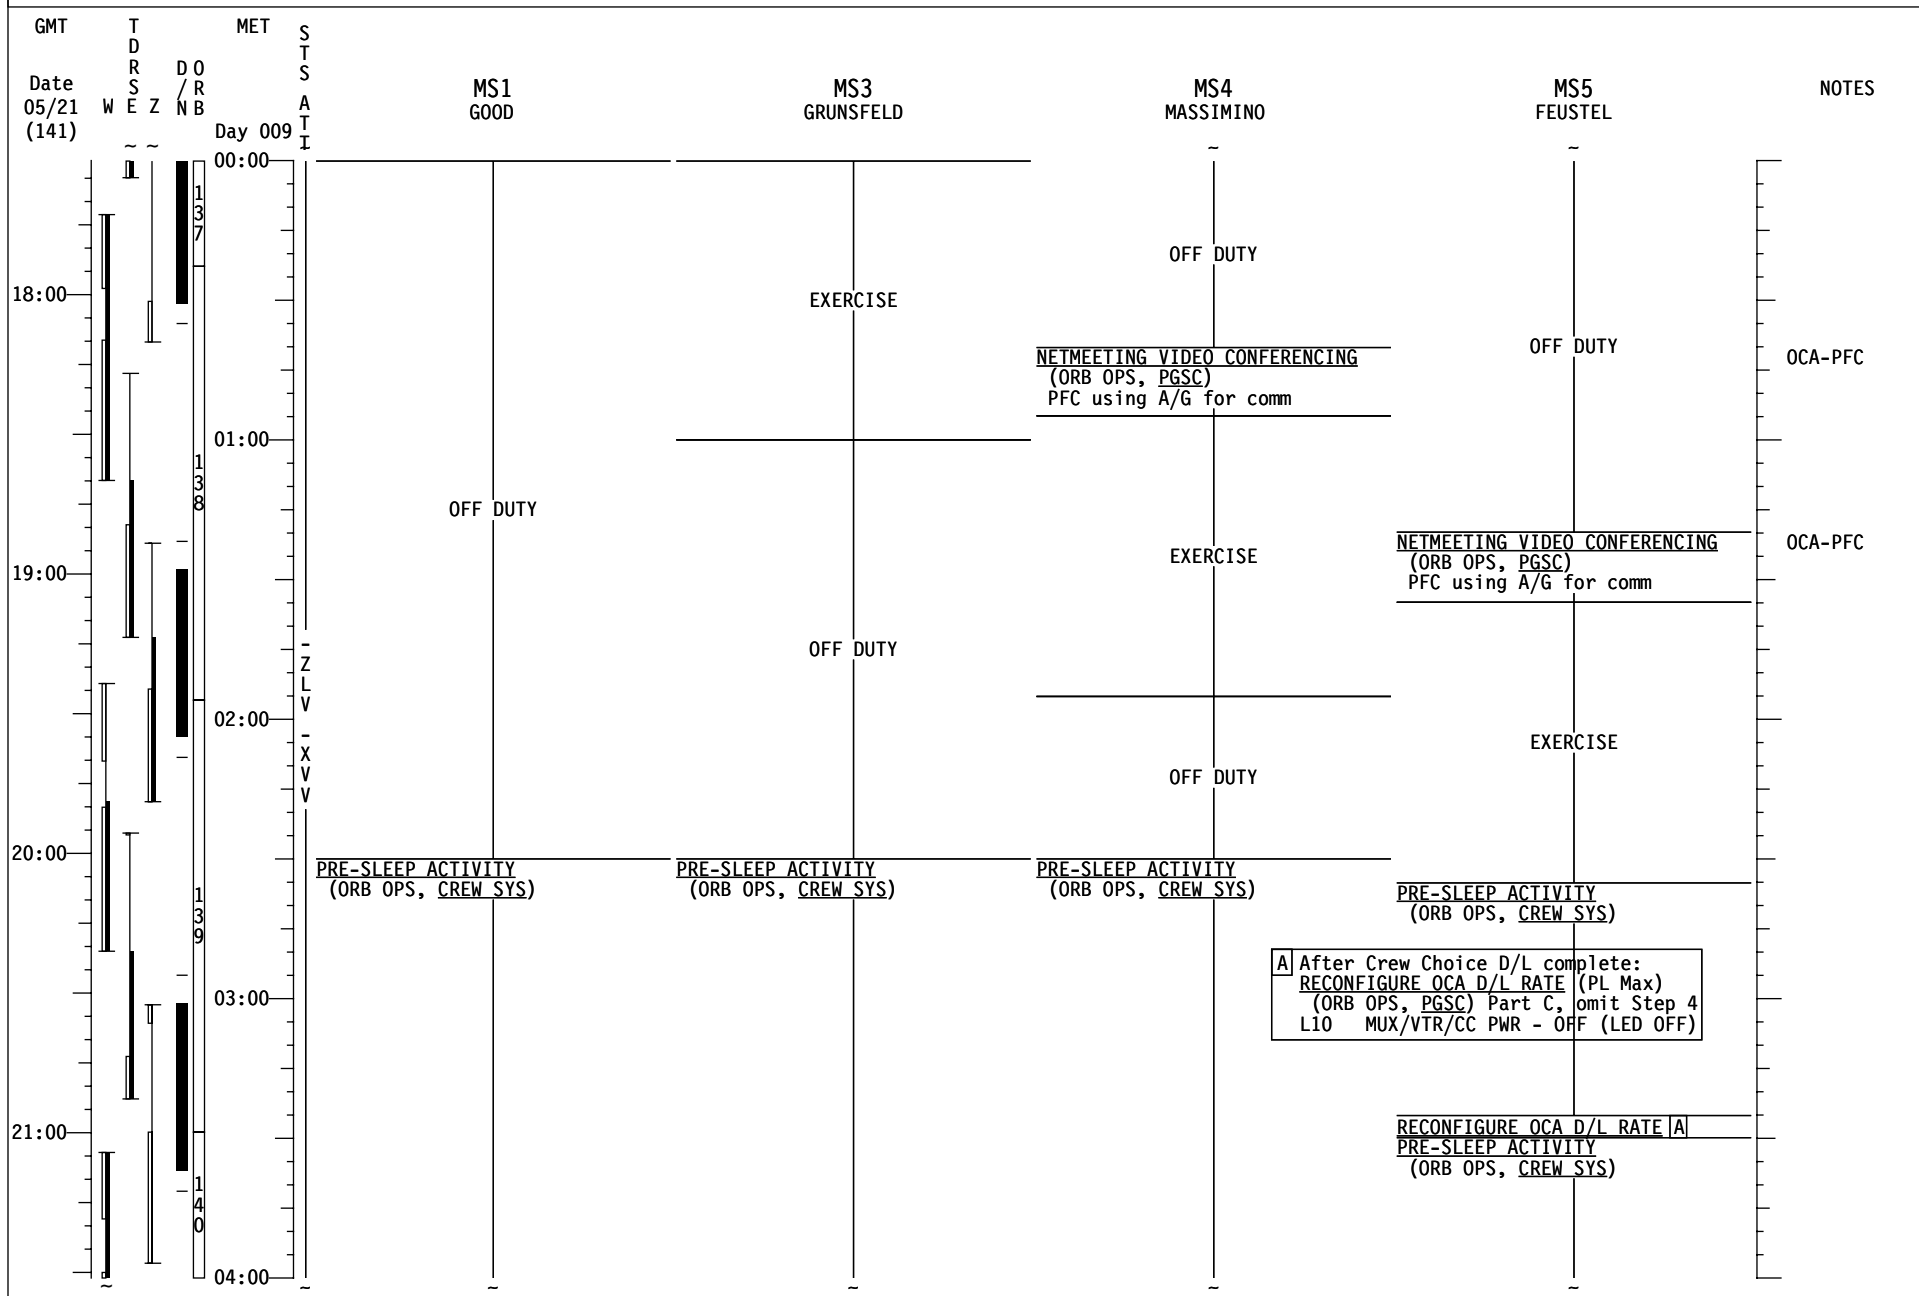 GMT
TDRS
MET
STS ATT
D/N
ORB
Date
05/21
(141)
W E Z
Day 009
MS1
GOOD
MS3
GRUNSFELD
MS4
MASSIMINO
MS5
FEUSTEL
NOTES
~ ~ ~ ~
00:00
137
OFF DUTY
18:00
EXERCISE
OFF DUTY
NETMEETING VIDEO CONFERENCING
(ORB OPS, PGSC)
PFC using A/G for comm
OCA-PFC
01:00
138
OFF DUTY
NETMEETING VIDEO CONFERENCING
(ORB OPS, PGSC)
PFC using A/G for comm
OCA-PFC
EXERCISE
19:00
OFF DUTY
-ZLV -XVV
02:00
EXERCISE
OFF DUTY
20:00
PRE-SLEEP ACTIVITY
(ORB OPS, CREW SYS)
PRE-SLEEP ACTIVITY
(ORB OPS, CREW SYS)
PRE-SLEEP ACTIVITY
(ORB OPS, CREW SYS)
PRE-SLEEP ACTIVITY
(ORB OPS, CREW SYS)
139
A After Crew Choice D/L complete:
RECONFIGURE OCA D/L RATE (PL Max)
(ORB OPS, PGSC) Part C, omit Step 4
L10 MUX/VTR/CC PWR - OFF (LED OFF)
03:00
21:00
RECONFIGURE OCA D/L RATE A
PRE-SLEEP ACTIVITY
(ORB OPS, CREW SYS)
140
04:00
~ ~ ~ ~ ~ ~